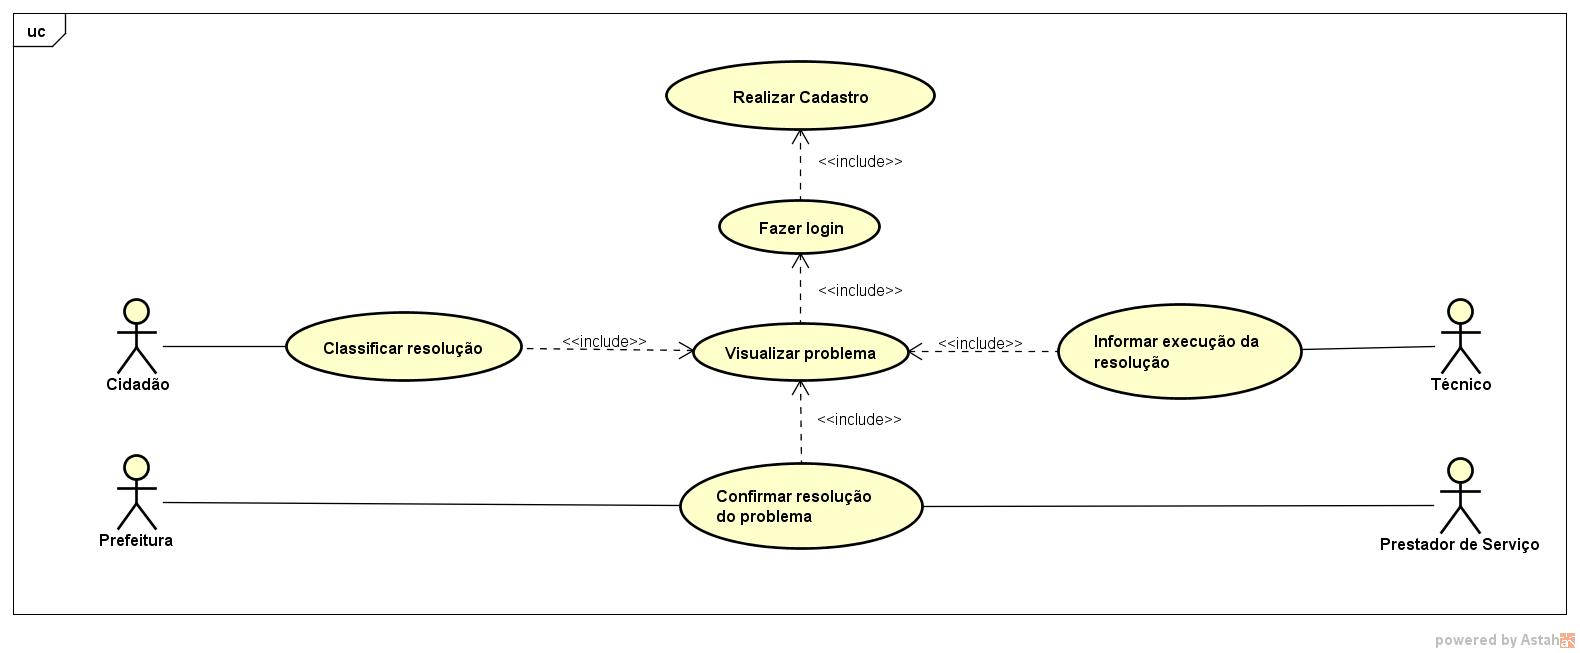 uc
Realizar Cadastro
<<include>>
Fazer login
<<include>>
Classificar resolução
<<include>>
Visualizar problema
<<include>>
Informar execução da
resolução
Cidadão
Técnico
<<include>>
Confirmar resolução
do problema
Prefeitura
Prestador de Serviço
powered by Astah